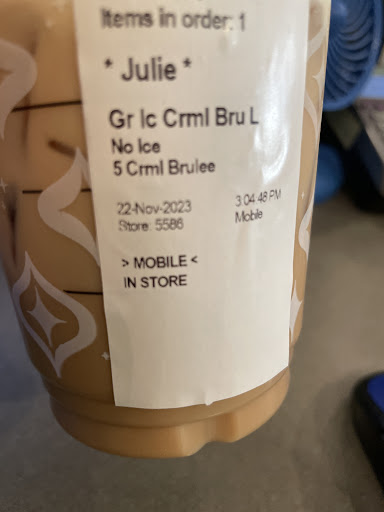 Items in order: 1
* Julie *
Gr Ic Crml Bru L
No Ice
5 Crml Brulee
22-Nov-2023 3:04:48 PM
Store: 5586 Mobile
> MOBILE <
IN STORE